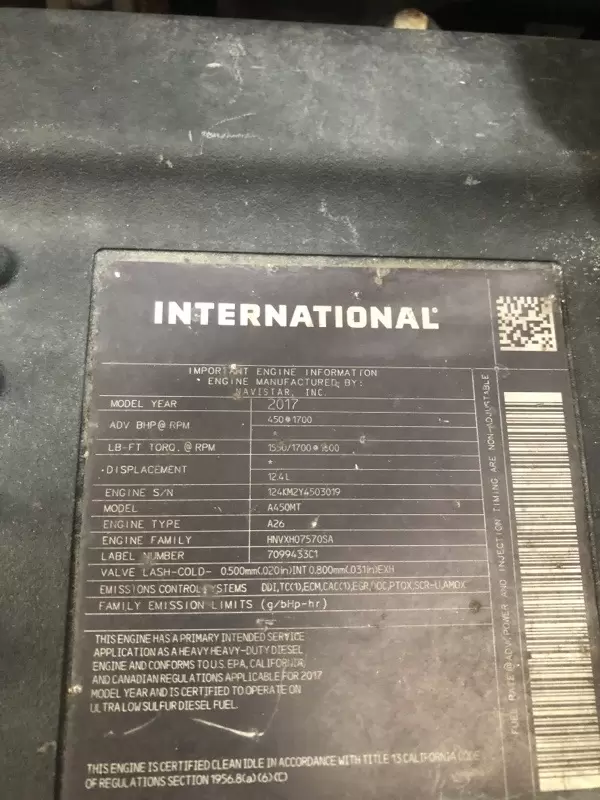 INTERNATIONAL
IMPORTANT ENGINE INFORMATION
ENGINE MANUFACTURED BY:
NAVISTAR, INC.
MODEL YEAR 2017
ADV BHP@ RPM 450@1700
LB-FT TORQ. @ RPM 1550/1700@
DISPLACEMENT * 12.4L
ENGINE S/N 124KM2Y4503019
MODEL A450MT
ENGINE TYPE A26
ENGINE FAMILY HNVXH07570SA
LABEL NUMBER 7099433C1
VALVE LASH-COLD- 0.500mm(.020in)INT 0.800mm(.031in)EXH
EMISSIONS CONTROL SYSTEMS DDI,TC(1),ECM,CAC(1),EGR,DOC,PTOX,SCR-U,AMOX
FAMILY EMISSION LIMITS (g/bHp-hr)
THIS ENGINE HAS A PRIMARY INTENDED SERVICE
APPLICATION AS A HEAVY HEAVY-DUTY DIESEL
ENGINE AND CONFORMS TO U.S. EPA, CALIFORNIA,
AND CANADIAN REGULATIONS APPLICABLE FOR 2017
MODEL YEAR AND IS CERTIFIED TO OPERATE ON
ULTRA LOW SULFUR DIESEL FUEL.
THIS ENGINE IS CERTIFIED CLEAN IDLE IN ACCORDANCE WITH TITLE 13 CALIFORNIA CODE
OF REGULATIONS SECTION 1956.8(a)(6)(C)
FUEL RATE @ ADV POWER AND INJECTION TIMING ARE NON-ADJUSTABLE